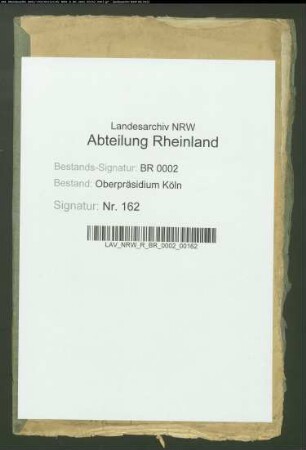 Landesarchiv NRW
Abteilung Rheinland
Bestands-Signatur: BR 0002
Bestand: Oberpräsidium Köln
Signatur: Nr. 162
LAV_NRW_R_BR_0002_00162